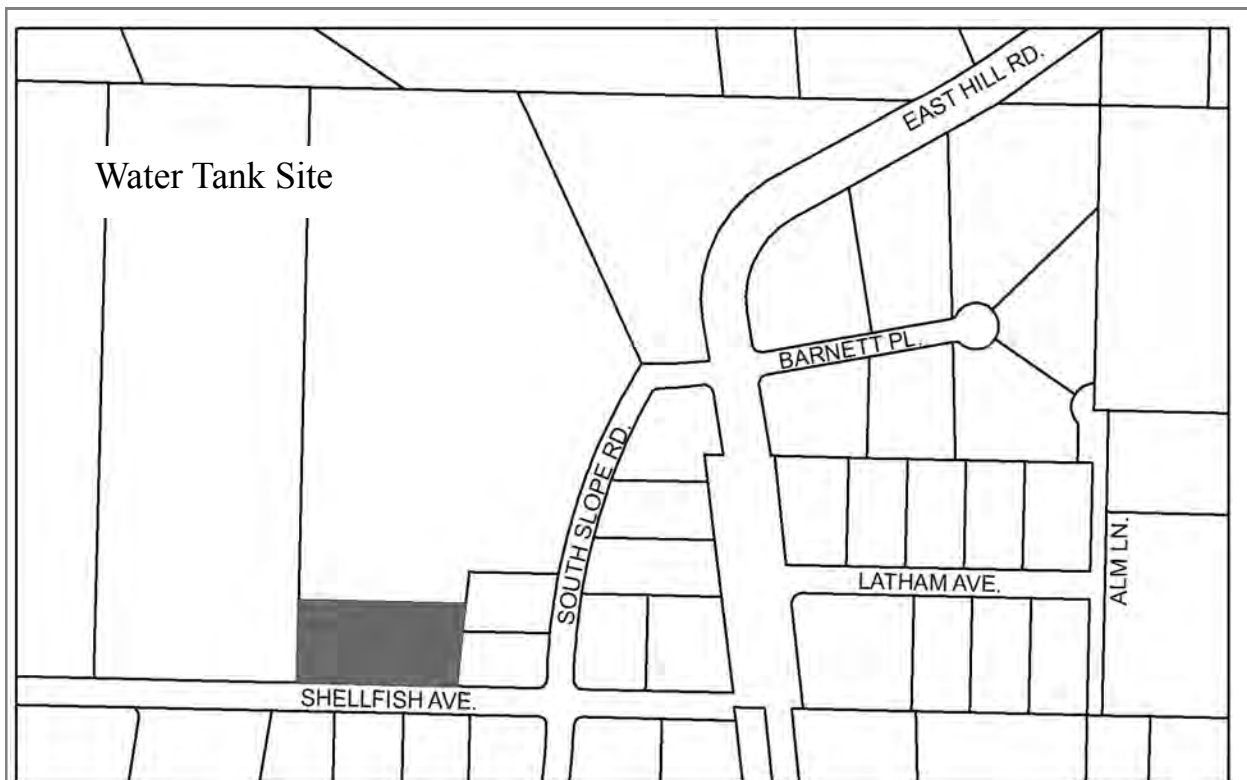 EAST HILL RD.
Water Tank Site
BARNETT PL.
SOUTH SLOPE RD.
ALM LN.
LATHAM AVE.
SHELLFISH AVE.